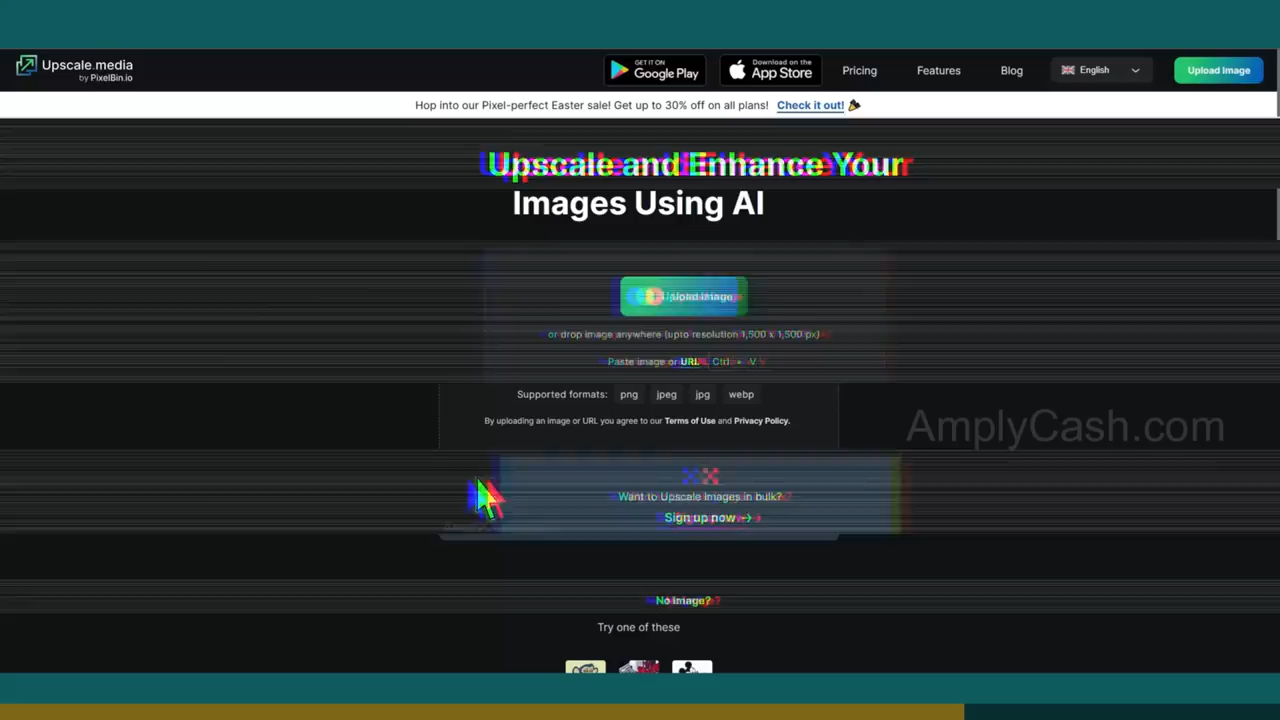 Upscale.media
by PixelBin.io
GET IT ON
Google Play
Download on the
App Store
Pricing
Features
Blog
English
Upload Image
Hop into our Pixel-perfect Easter sale! Get up to 30% off on all plans! Check it out!
Upscale and Enhance Your
Images Using AI
Upload Image
or drop image anywhere (upto resolution 1,500 x 1,500 px)
Paste image or URL Ctrl + V
Supported formats: png jpeg jpg webp
By uploading an image or URL you agree to our Terms of Use and Privacy Policy.
AmplyCash.com
Want to Upscale images in bulk?
Sign up now →
No image?
Try one of these